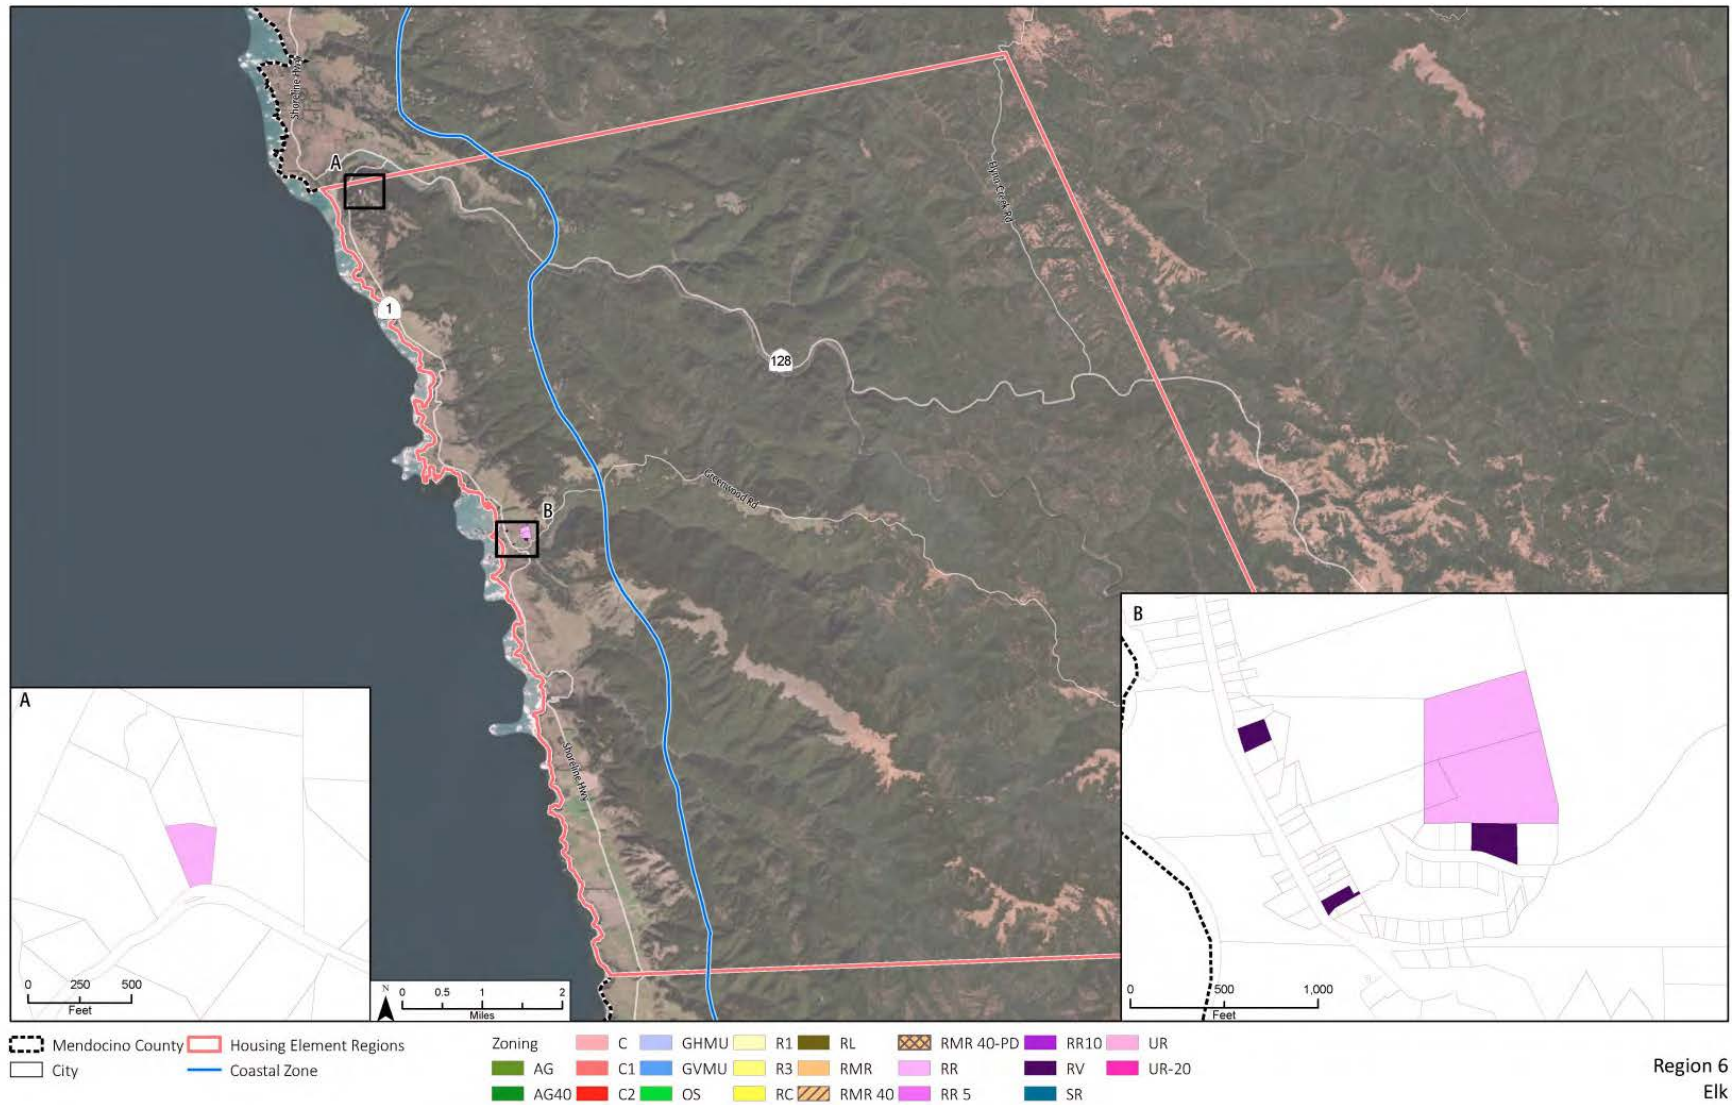 Shoreline Hwy
A
Flynn Creek Rd
1
128
Greenwood Rd
B
Shoreline Hwy
A
0 250 500
Feet
N
0 0.5 1 2
Miles
B
0 500 1,000
Feet
Mendocino County
City
Housing Element Regions
Coastal Zone
Zoning
AG
AG40
C
C1
C2
GHMU
GVMU
OS
R1
R3
RC
RL
RMR
RMR 40
RMR 40-PD
RR
RR 5
RR10
RV
SR
UR
UR-20
Region 6
Elk